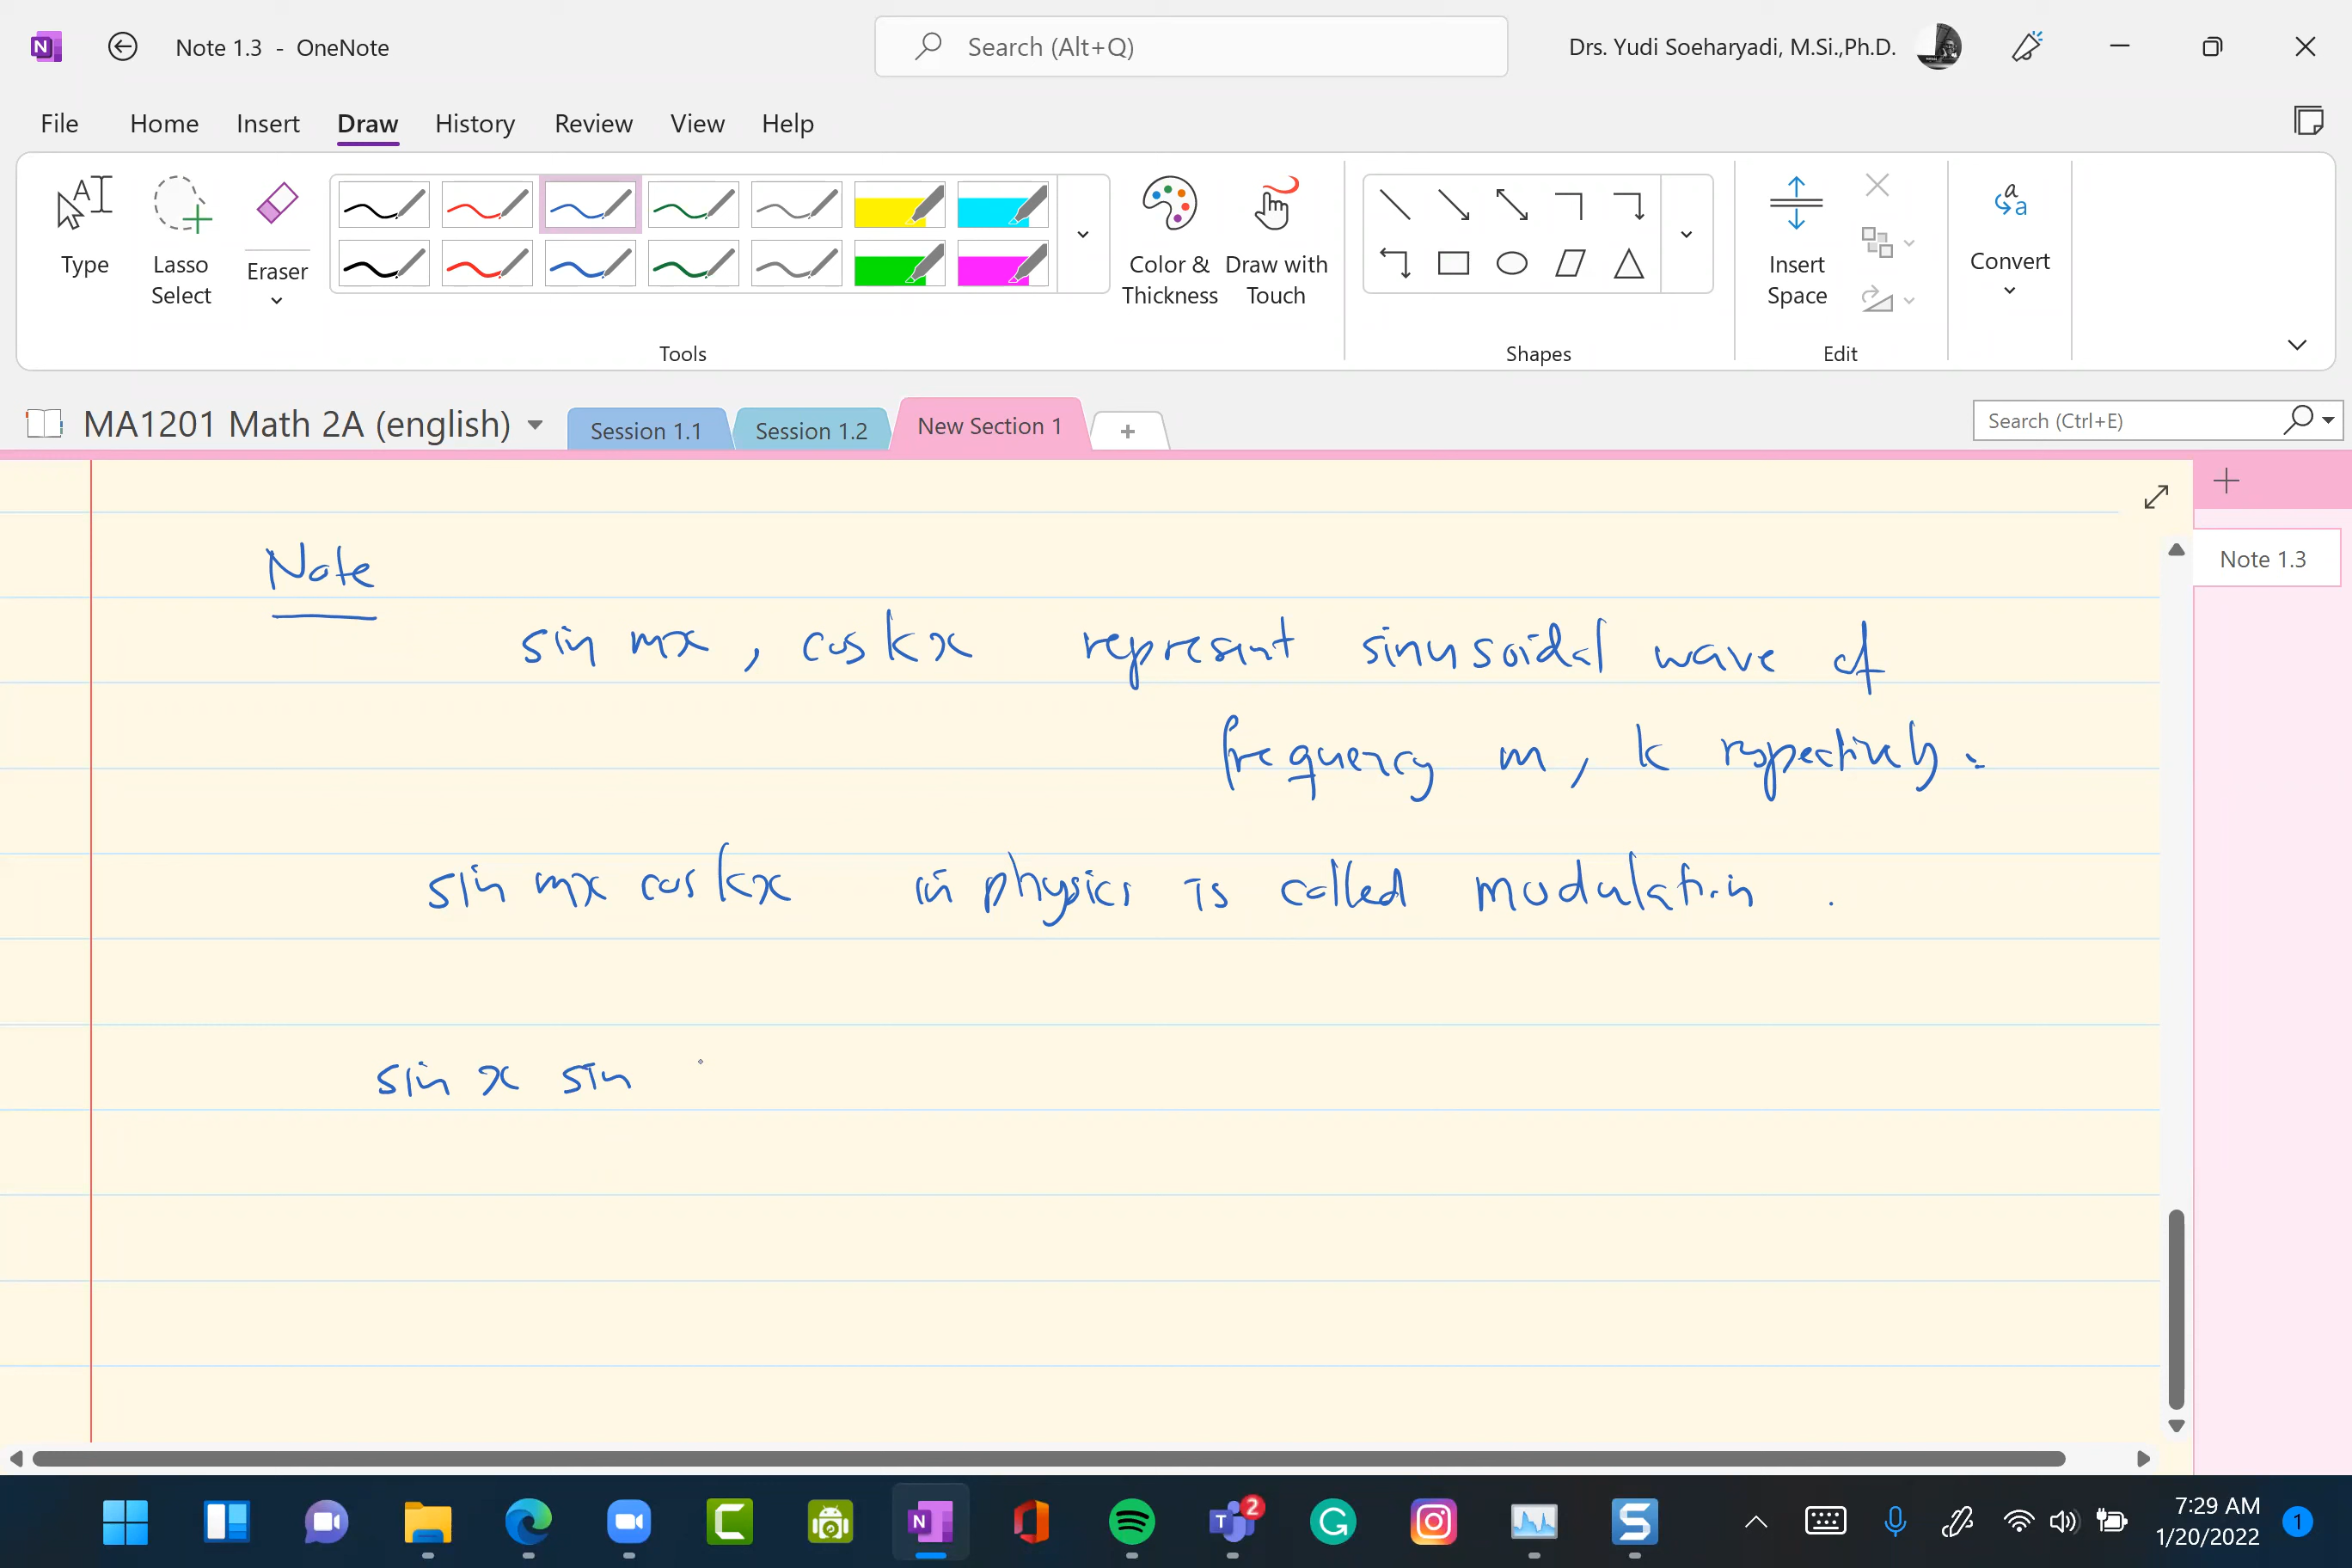 Note 1.3 - OneNote
Search (Alt+Q)
Drs. Yudi Soeharyadi, M.Si.,Ph.D.
File Home Insert Draw History Review View Help
Type
Lasso Select
Eraser
Color & Thickness
Draw with Touch
Insert Space
Convert
Tools Shapes Edit
MA1201 Math 2A (english) Session 1.1 Session 1.2 New Section 1 +
Search (Ctrl+E)
Note 1.3
Note
sin mx , cos kx represent sinusoidal wave of
frequency m, k respectively.
sin mx cos kx in physics is called modulation .
sin x sin
2
7:29 AM
1/20/2022
1